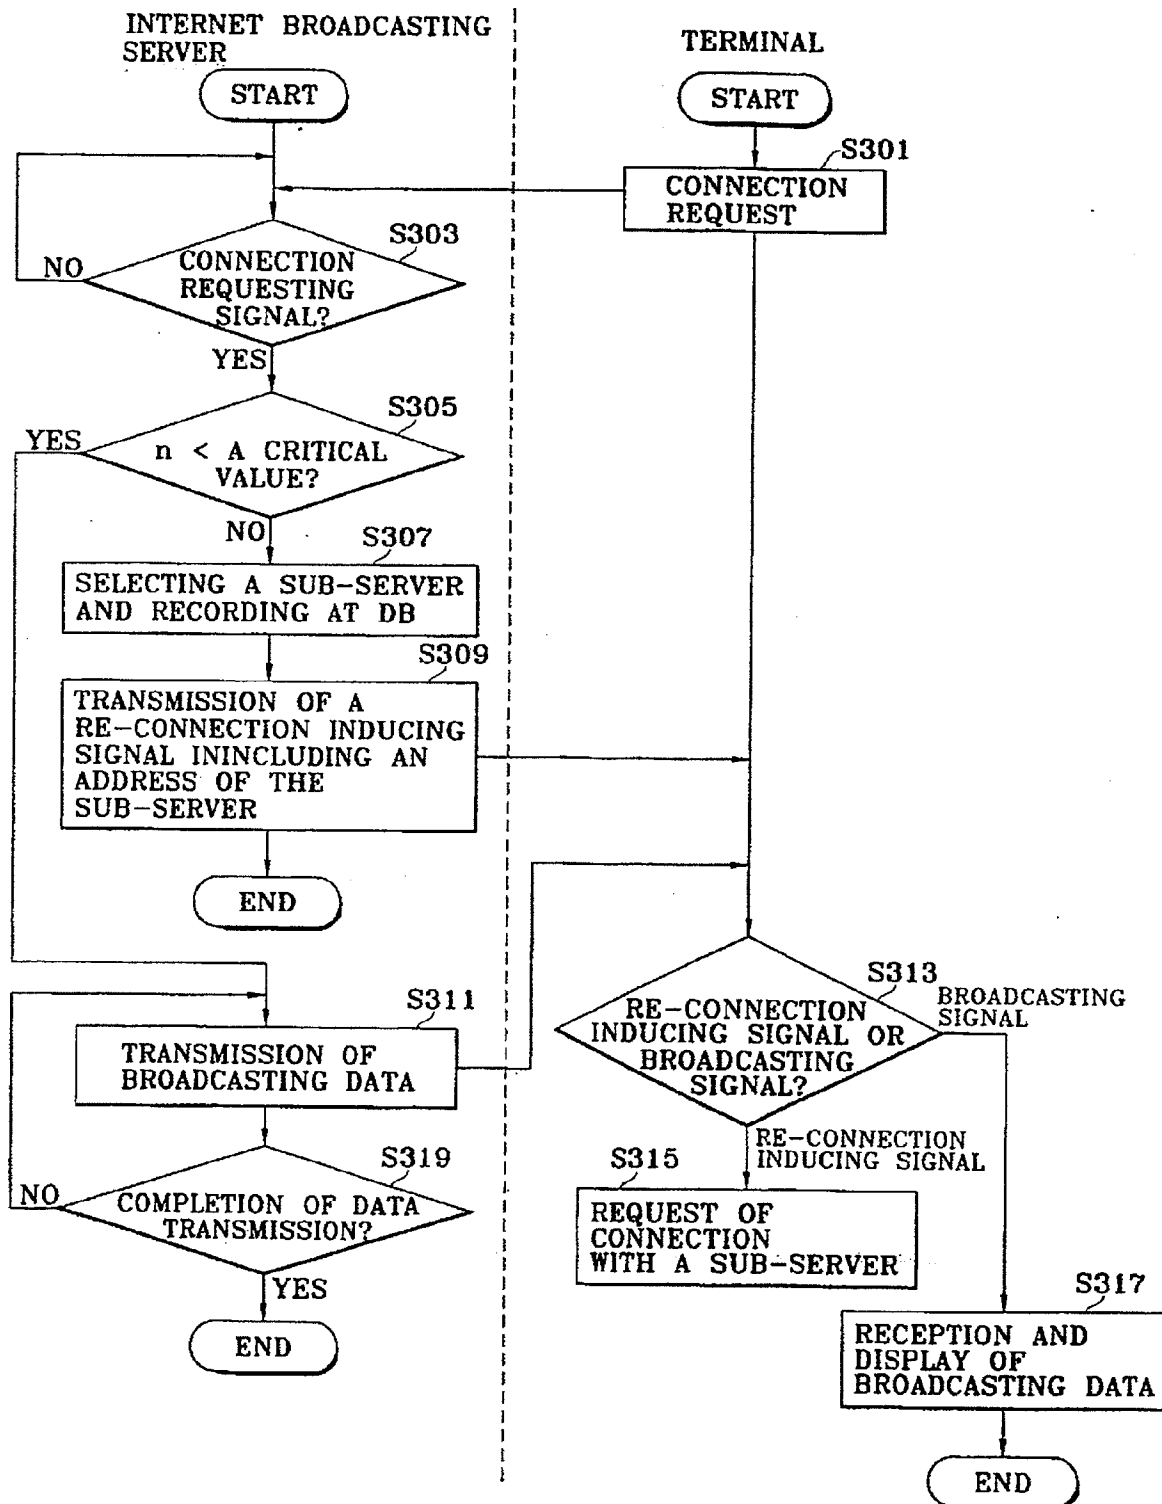 INTERNET BROADCASTING
SERVER
START
S303
CONNECTION
REQUESTING
SIGNAL?
NO
YES
S305
n < A CRITICAL
VALUE?
YES
NO
S307
SELECTING A SUB-SERVER
AND RECORDING AT DB
S309
TRANSMISSION OF A
RE-CONNECTION INDUCING
SIGNAL ININCLUDING AN
ADDRESS OF THE
SUB-SERVER
END
S311
TRANSMISSION OF
BROADCASTING DATA
S319
COMPLETION OF DATA
TRANSMISSION?
NO
YES
END
TERMINAL
START
S301
CONNECTION
REQUEST
S313
RE-CONNECTION
INDUCING SIGNAL OR
BROADCASTING
SIGNAL?
BROADCASTING
SIGNAL
RE-CONNECTION
INDUCING SIGNAL
S315
REQUEST OF
CONNECTION
WITH A SUB-SERVER
S317
RECEPTION AND
DISPLAY OF
BROADCASTING DATA
END